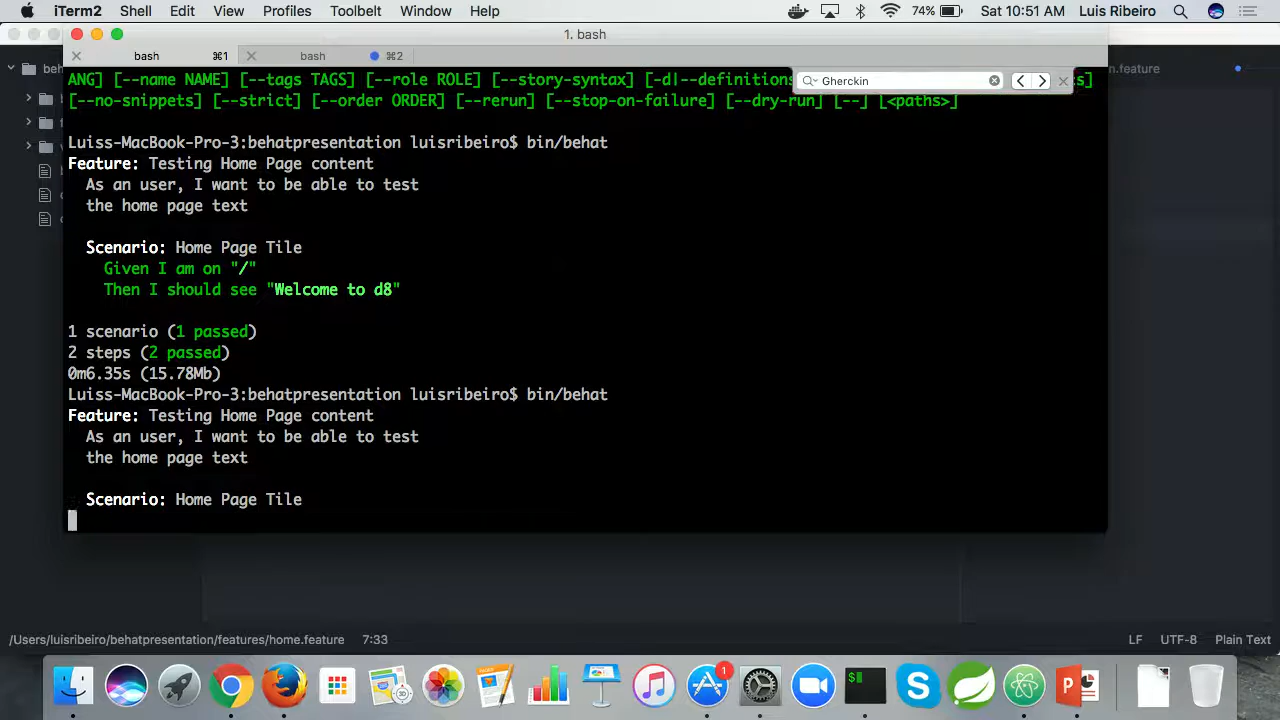 iTerm2 Shell Edit View Profiles Toolbelt Window Help 74% Sat 10:51 AM Luis Ribeiro
1. bash
bash ⌘1 bash ⌘2
beh
n.feature
ANG] [--name NAME] [--tags TAGS] [--role ROLE] [--story-syntax] [-d|--definitions
s]
Gherckin
[--no-snippets] [--strict] [--order ORDER] [--rerun] [--stop-on-failure] [--dry-run] [--] [<paths>]
Luiss-MacBook-Pro-3:behatpresentation luisribeiro$ bin/behat
Feature: Testing Home Page content
As an user, I want to be able to test
the home page text
Scenario: Home Page Tile
Given I am on "/"
Then I should see "Welcome to d8"
1 scenario (1 passed)
2 steps (2 passed)
0m6.35s (15.78Mb)
Luiss-MacBook-Pro-3:behatpresentation luisribeiro$ bin/behat
Feature: Testing Home Page content
As an user, I want to be able to test
the home page text
Scenario: Home Page Tile
/Users/luisribeiro/behatpresentation/features/home.feature 7:33 LF UTF-8 Plain Text
1